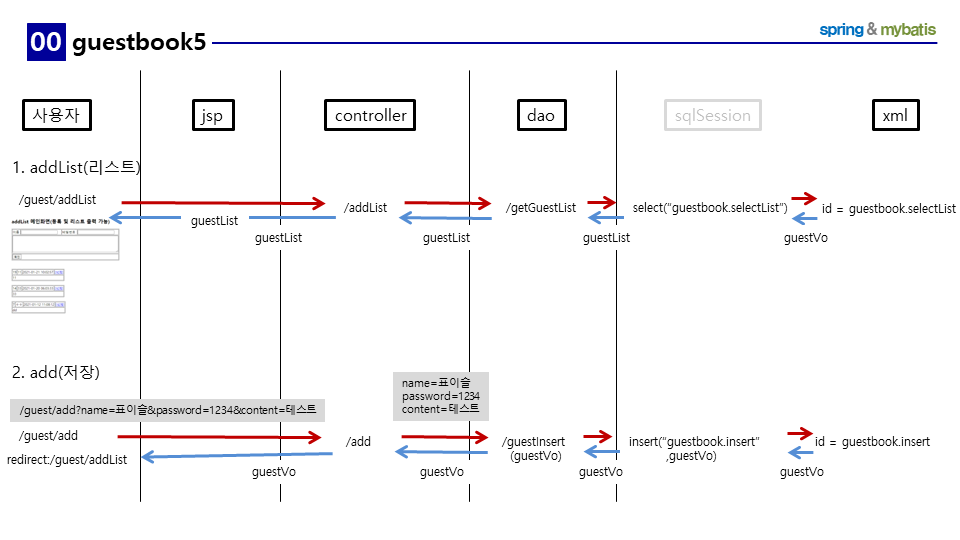 00 guestbook5
spring & mybatis
사용자
jsp
controller
dao
sqlSession
xml
1. addList(리스트)
/guest/addList
/addList
/getGuestList
select("guestbook.selectList")
id = guestbook.selectList
guestList
guestList
guestList
guestList
guestVo
addList 메인화면(등록 및 리스트 출력 가능)
2. add(저장)
name=표이슬
password=1234
content=테스트
/guest/add?name=표이슬&password=1234&content=테스트
/guest/add
/add
/guestInsert
(guestVo)
insert("guestbook.insert"
,guestVo)
id = guestbook.insert
redirect:/guest/addList
guestVo
guestVo
guestVo
guestVo